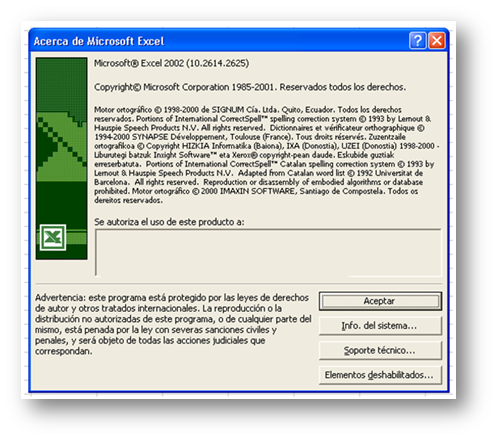 Acerca de Microsoft Excel
Microsoft® Excel 2002 (10.2614.2625)
Copyright© Microsoft Corporation 1985-2001. Reservados todos los derechos.
Motor ortográfico © 1998-2000 de SIGNUM Cía. Ltda. Quito, Ecuador. Todos los derechos
reservados. Portions of International CorrectSpell™ spelling correction system © 1993 by Lernout &
Hauspie Speech Products N.V. All rights reserved. Dictionnaires et vérificateur orthographique ©
1994-2000 SYNAPSE Développement, Toulouse (France). Tous droits réservés. Zuzentzaile
ortografikoa © Copyright HIZKIA Informatika (Baiona), IXA (Donostia), UZEI (Donostia) 1998-2000 -
Liburutegi batzuk Inxight Software™ eta Xerox® copyright-pean daude. Eskubide guztiak
erreserbatuta. Portions of International CorrectSpell™ Catalan spelling correction system © 1993 by
Lernout & Hauspie Speech Products N.V. Adapted from Catalan word list © 1992 Universitat de
Barcelona. All rights reserved. Reproduction or disassembly of embodied algorithms or database
prohibited. Motor ortográfico © 2000 IMAXIN SOFTWARE, Santiago de Compostela. Todos os
dereitos reservados.
Se autoriza el uso de este producto a:
Advertencia: este programa está protegido por las leyes de derechos
de autor y otros tratados internacionales. La reproducción o la
distribución no autorizadas de este programa, o de cualquier parte del
mismo, está penada por la ley con severas sanciones civiles y
penales, y será objeto de todas las acciones judiciales que
correspondan.
Aceptar
Info. del sistema...
Soporte técnico...
Elementos deshabilitados...